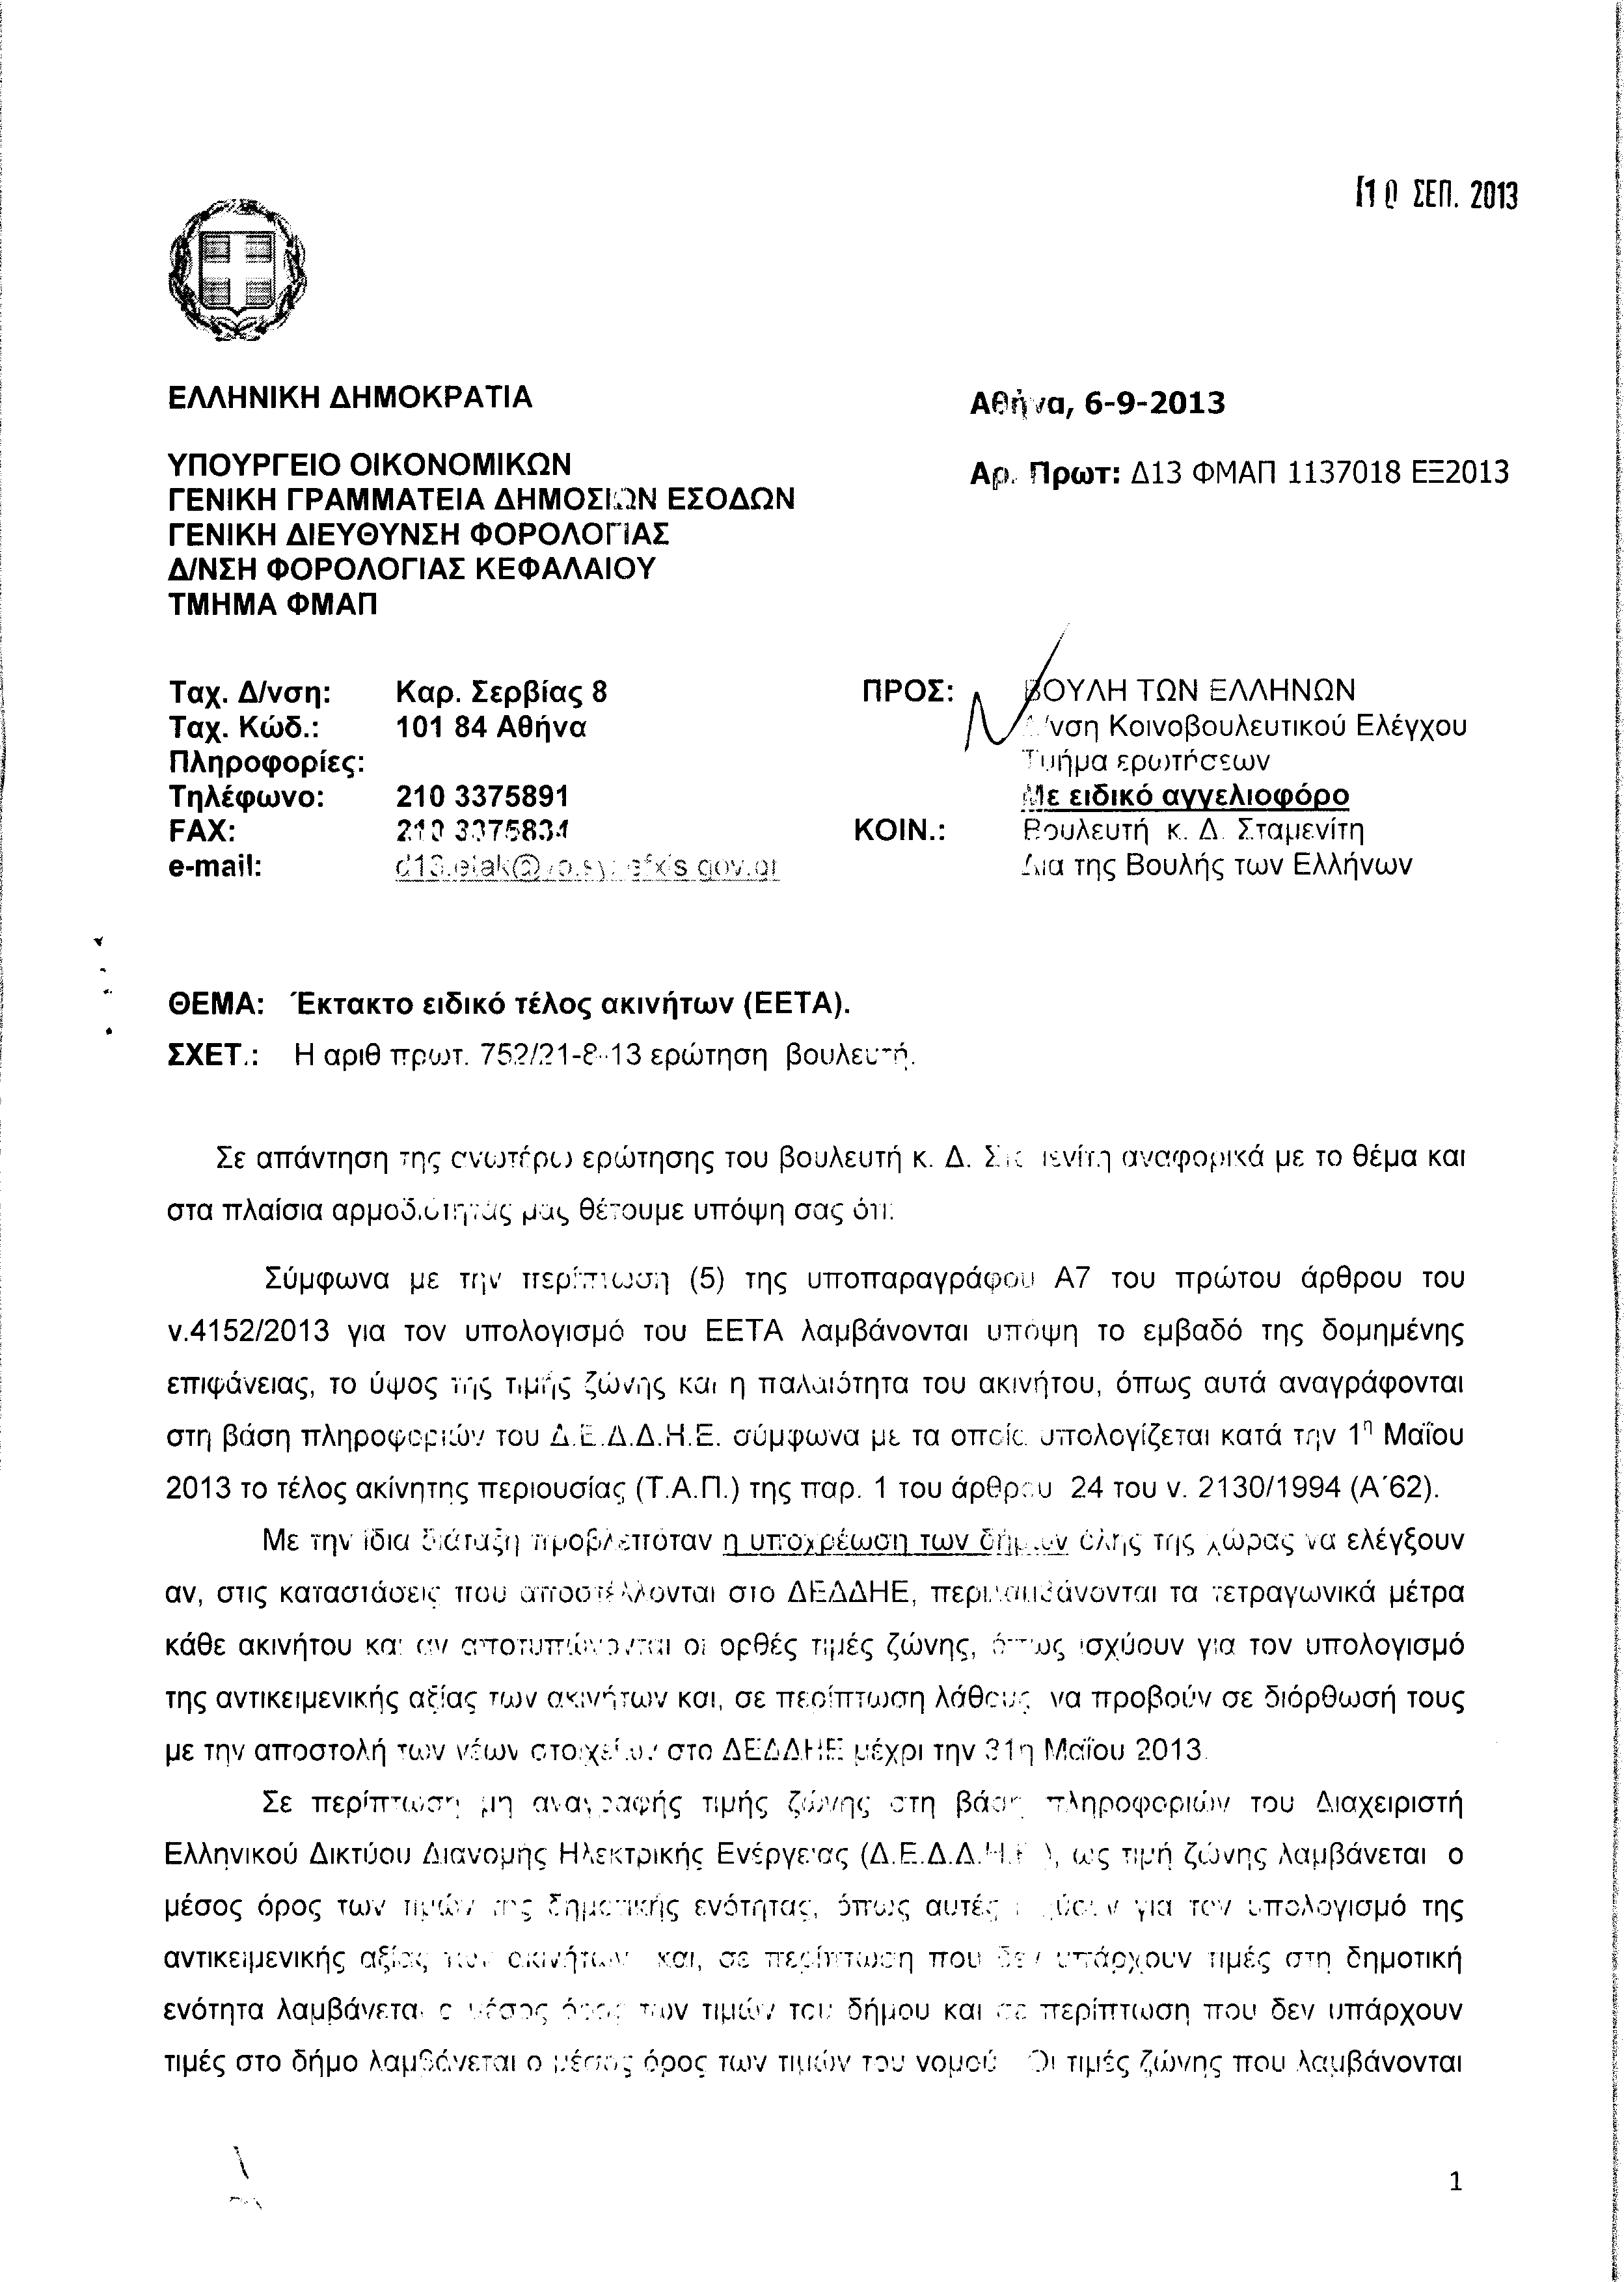 10 ΣΕΠ. 2013
ΕΛΛΗΝΙΚΗ ΔΗΜΟΚΡΑΤΙΑ
Αθήνα, 6-9-2013
ΥΠΟΥΡΓΕΙΟ ΟΙΚΟΝΟΜΙΚΩΝ
Αρ. Πρωτ: Δ13 ΦΜΑΠ 1137018 ΕΞ2013
ΓΕΝΙΚΗ ΓΡΑΜΜΑΤΕΙΑ ΔΗΜΟΣΙΩΝ ΕΣΟΔΩΝ
ΓΕΝΙΚΗ ΔΙΕΥΘΥΝΣΗ ΦΟΡΟΛΟΓΙΑΣ
Δ/ΝΣΗ ΦΟΡΟΛΟΓΙΑΣ ΚΕΦΑΛΑΙΟΥ
ΤΜΗΜΑ ΦΜΑΠ
Ταχ. Δ/νση: Καρ. Σερβίας 8
Ταχ. Κώδ.: 101 84 Αθήνα
Πληροφορίες:
Τηλέφωνο: 210 3375891
FAX: 210 3375834
e-mail:
ΠΡΟΣ: ΒΟΥΛΗ ΤΩΝ ΕΛΛΗΝΩΝ
Δ/νση Κοινοβουλευτικού Ελέγχου
Τμήμα ερωτήσεων
Με ειδικό αγγελιοφόρο
ΚΟΙΝ.: Βουλευτή κ. Δ. Σταμενίτη
Δια της Βουλής των Ελλήνων
ΘΕΜΑ: Έκτακτο ειδικό τέλος ακινήτων (ΕΕΤΑ).
ΣΧΕΤ.: Η αριθ πρωτ. 752/21-8-13 ερώτηση βουλευτή.
Σε απάντηση της ανωτέρω ερώτησης του βουλευτή κ. Δ. Σταμενίτη αναφορικά με το θέμα και
στα πλαίσια αρμοδιότητάς μας θέτουμε υπόψη σας ότι:
Σύμφωνα με την περίπτωση (5) της υποπαραγράφου Α7 του πρώτου άρθρου του
ν.4152/2013 για τον υπολογισμό του ΕΕΤΑ λαμβάνονται υπόψη το εμβαδό της δομημένης
επιφάνειας, το ύψος της τιμής ζώνης και η παλαιότητα του ακινήτου, όπως αυτά αναγράφονται
στη βάση πληροφοριών του Δ.Ε.Δ.Δ.Η.Ε. σύμφωνα με τα οποία υπολογίζεται κατά την 1η Μαΐου
2013 το τέλος ακίνητης περιουσίας (Τ.Α.Π.) της παρ. 1 του άρθρου 24 του ν. 2130/1994 (Α΄62).
Με την ίδια διάταξη προβλεπόταν η υποχρέωση των δήμων όλης της χώρας να ελέγξουν
αν, στις καταστάσεις που αποστέλλονται στο ΔΕΔΔΗΕ, περιλαμβάνονται τα τετραγωνικά μέτρα
κάθε ακινήτου και αν αποτυπώνονται οι ορθές τιμές ζώνης, όπως ισχύουν για τον υπολογισμό
της αντικειμενικής αξίας των ακινήτων και, σε περίπτωση λάθους να προβούν σε διόρθωσή τους
με την αποστολή των νέων στοιχείων στο ΔΕΔΔΗΕ μέχρι την 31η Μαΐου 2013.
Σε περίπτωση μη αναγραφής τιμής ζώνης στη βάση πληροφοριών του Διαχειριστή
Ελληνικού Δικτύου Διανομής Ηλεκτρικής Ενέργειας (Δ.Ε.Δ.Δ.Η.Ε.), ως τιμή ζώνης λαμβάνεται ο
μέσος όρος των τιμών της δημοτικής ενότητας, όπως αυτές ισχύουν για τον υπολογισμό της
αντικειμενικής αξίας των ακινήτων και, σε περίπτωση που δεν υπάρχουν τιμές στη δημοτική
ενότητα λαμβάνεται ο μέσος όρος των τιμών του δήμου και σε περίπτωση που δεν υπάρχουν
τιμές στο δήμο λαμβάνεται ο μέσος όρος των τιμών του νομού. Οι τιμές ζώνης που λαμβάνονται
1